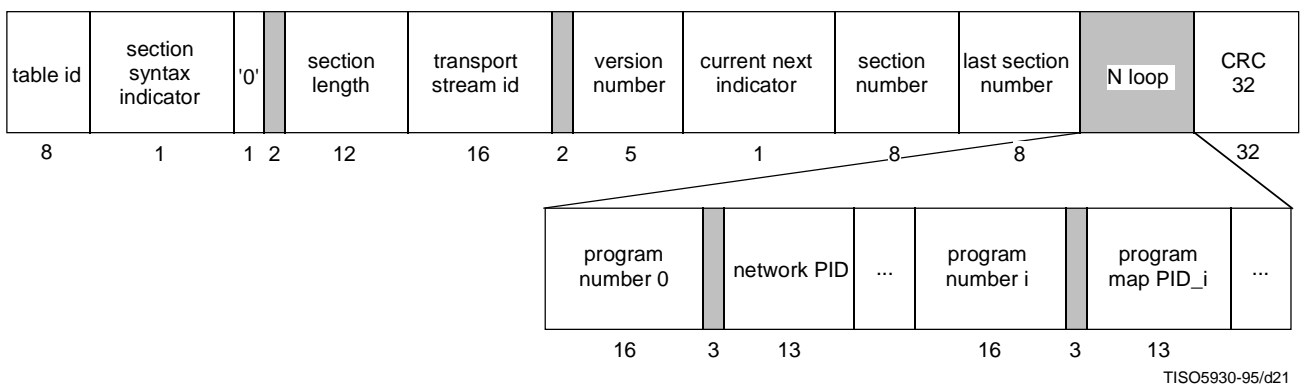 table id
section
syntax
indicator
'0'
section
length
transport
stream id
version
number
current next
indicator
section
number
last section
number
N loop
CRC
32
8 1 1 2 12 16 2 5 1 8 8 32
program
number 0
network PID
...
program
number i
program
map PID_i
...
16 3 13 16 3 13
TISO5930-95/d21